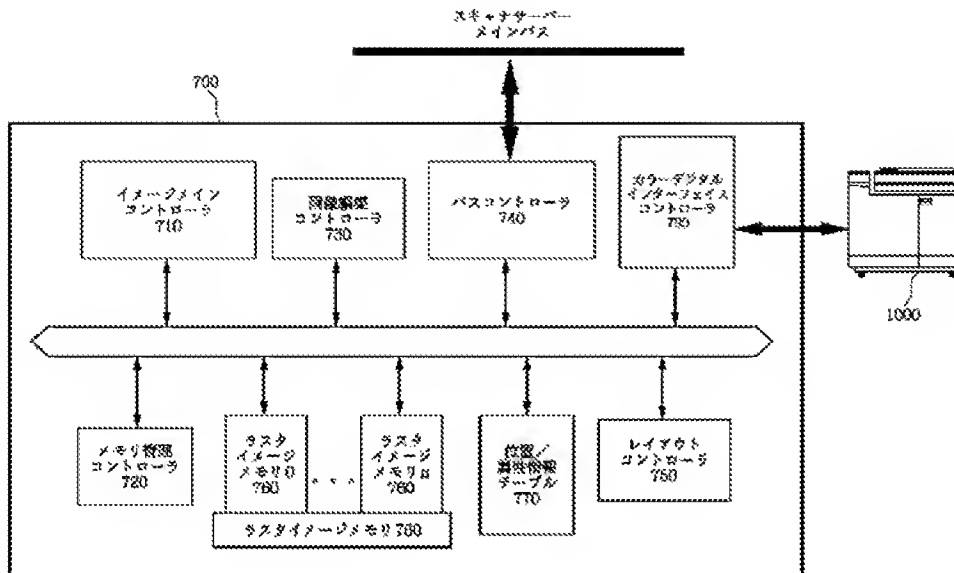 スキャナサーバー
メインバス
700
イメージメイン
コントローラ
710
画像編集
コントローラ
730
バスコントローラ
740
カラーデジタル
インターフェイス
コントローラ
1000
メモリ管理
コントローラ
720
ラスタ
イメージ
メモリ0
760
ラスタ
イメージ
メモリn
760
ラスタイメージメモリ760
位置/
属性情報
テーブル
770
レイアウト
コントローラ
750